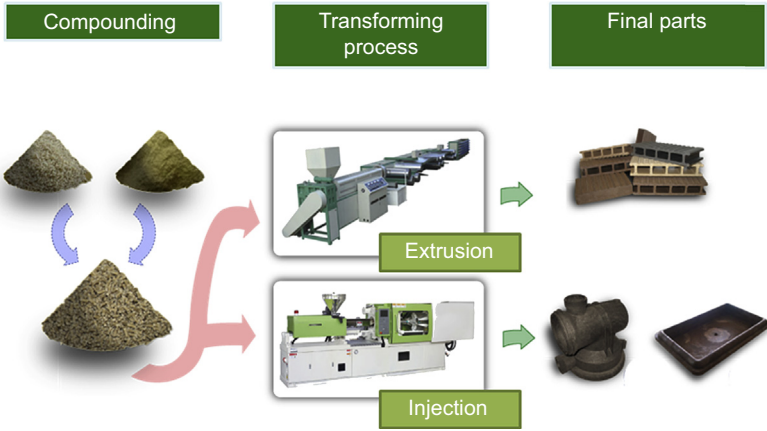 Compounding
Transforming
process
Final parts
Extrusion
Injection